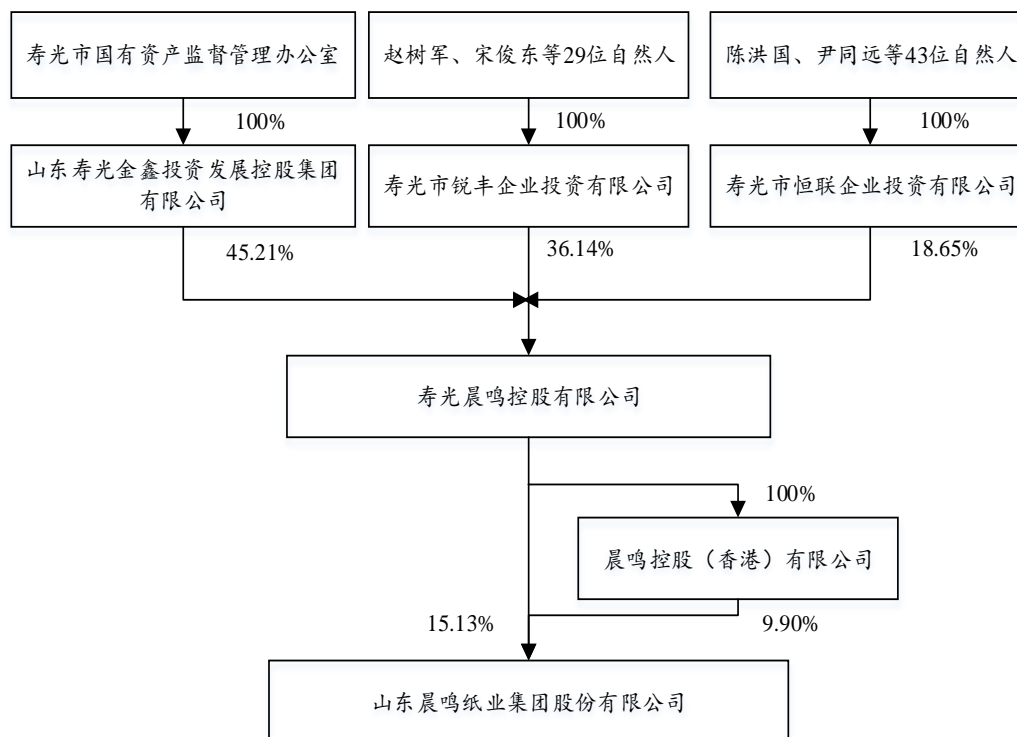 寿光市国有资产监督管理办公室
赵树军、宋俊东等29位自然人
陈洪国、尹同远等43位自然人
100%
100%
100%
山东寿光金鑫投资发展控股集团
有限公司
寿光市锐丰企业投资有限公司
寿光市恒联企业投资有限公司
45.21%
36.14%
18.65%
寿光晨鸣控股有限公司
100%
晨鸣控股（香港）有限公司
15.13%
9.90%
山东晨鸣纸业集团股份有限公司